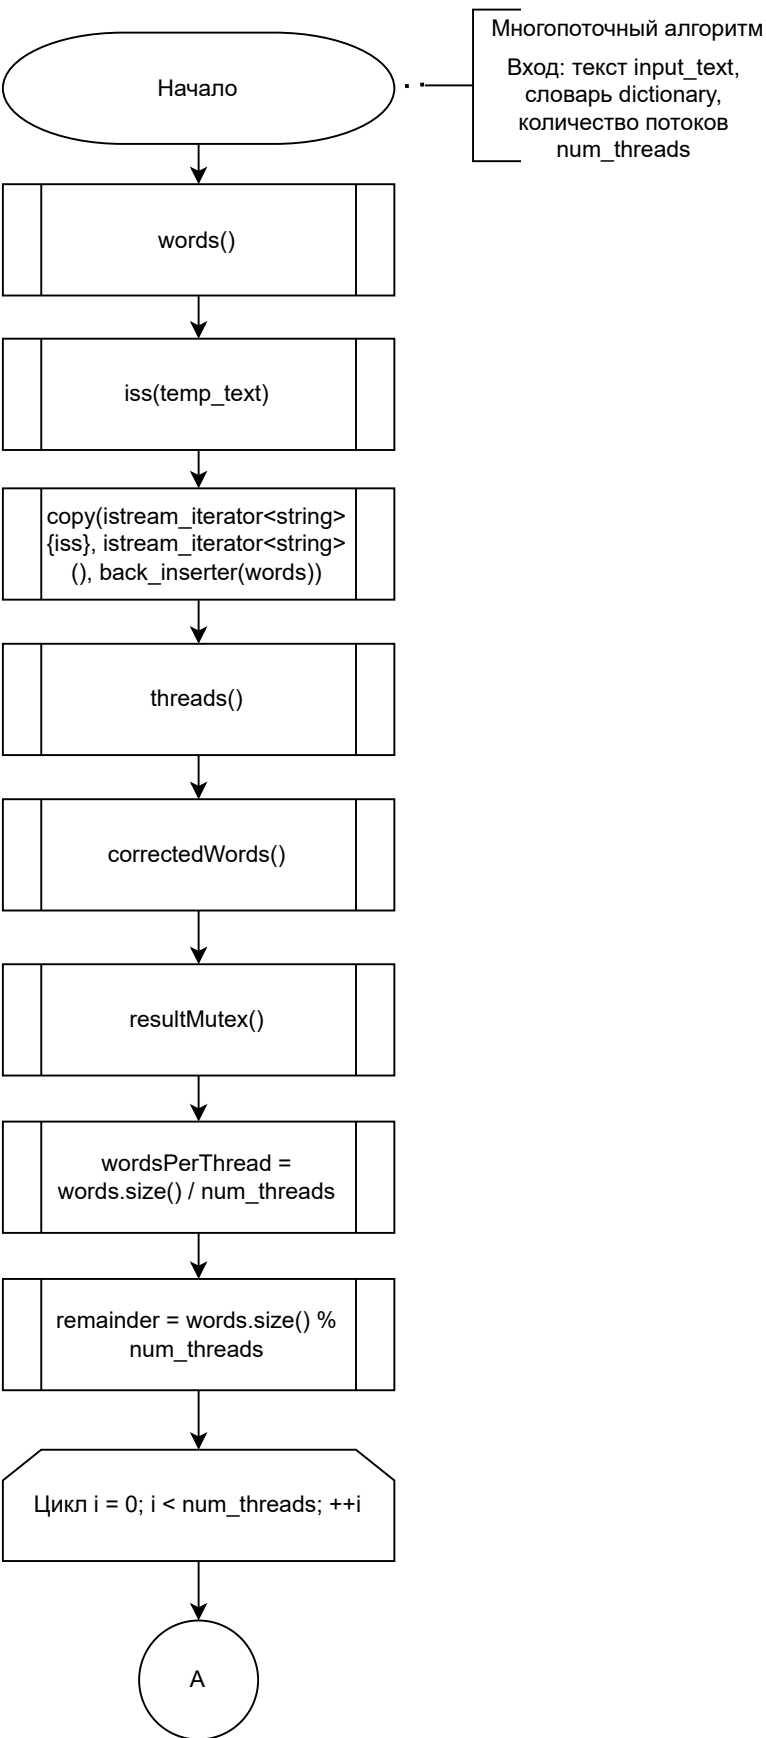 Многопоточный алгоритм
Вход: текст input_text,
словарь dictionary,
количество потоков
num_threads
Начало
words()
iss(temp_text)
copy(istream_iterator<string>
{iss}, istream_iterator<string>
(), back_inserter(words))
threads()
correctedWords()
resultMutex()
wordsPerThread =
words.size() / num_threads
remainder = words.size() %
num_threads
Цикл i = 0; i < num_threads; ++i
A